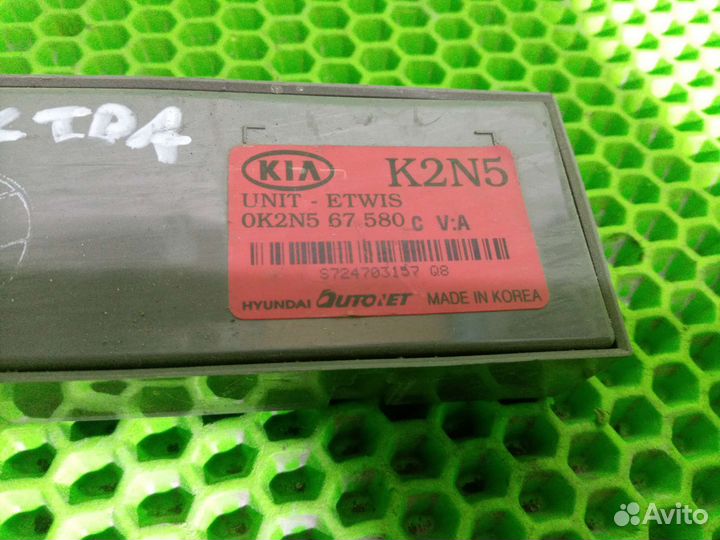 KIA K2N5
UNIT - ETWIS
0K2N5 67 580 C V:A
S724703157 Q8
HYUNDAI AUTONET MADE IN KOREA
Avito